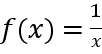 f(x) = 1/x